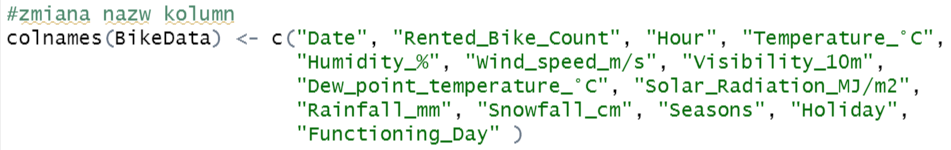 #zmiana nazw kolumn
colnames(BikeData) <- c("Date", "Rented_Bike_Count", "Hour", "Temperature_°C",
"Humidity_%", "Wind_speed_m/s", "Visibility_10m",
"Dew_point_temperature_°C", "Solar_Radiation_MJ/m2",
"Rainfall_mm", "Snowfall_cm", "Seasons", "Holiday",
"Functioning_Day" )